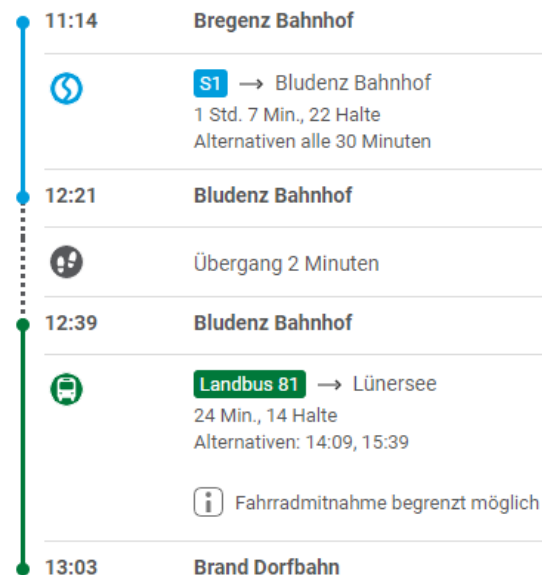 11:14 Bregenz Bahnhof
S1 → Bludenz Bahnhof
1 Std. 7 Min., 22 Halte
Alternativen alle 30 Minuten
12:21 Bludenz Bahnhof
Übergang 2 Minuten
12:39 Bludenz Bahnhof
Landbus 81 → Lünersee
24 Min., 14 Halte
Alternativen: 14:09, 15:39
Fahrradmitnahme begrenzt möglich
13:03 Brand Dorfbahn